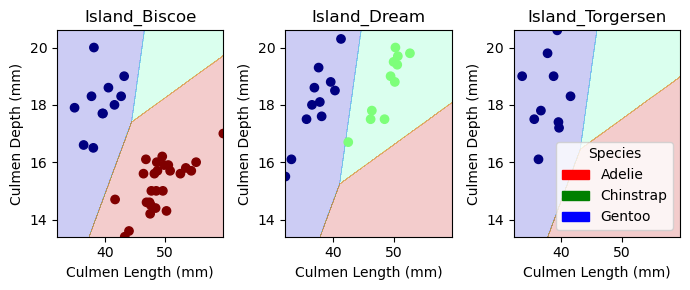 Island_Biscoe
Island_Dream
Island_Torgersen
Culmen Depth (mm)
20
18
16
14
40
50
Culmen Length (mm)
Culmen Depth (mm)
20
18
16
14
40
50
Culmen Length (mm)
Culmen Depth (mm)
20
18
16
14
40
50
Culmen Length (mm)
Species
Adelie
Chinstrap
Gentoo